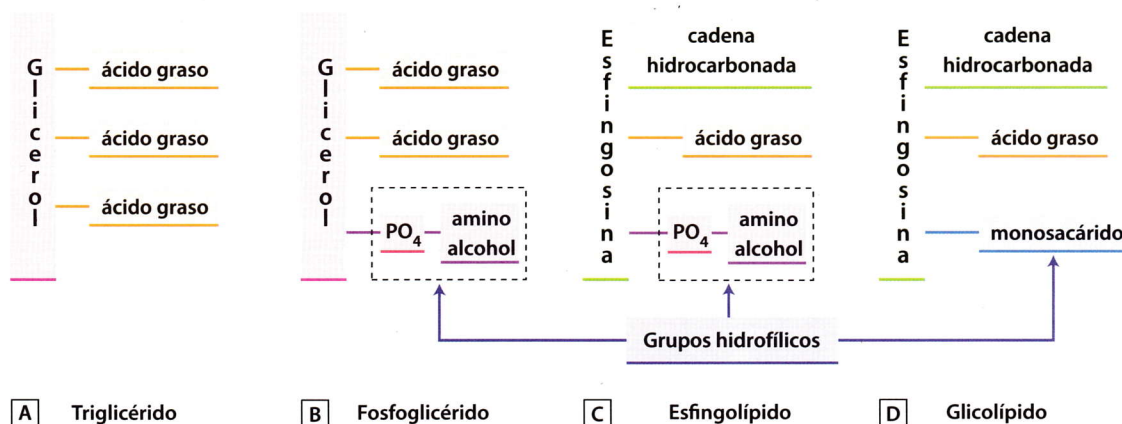 Glicerol
ácido graso
ácido graso
ácido graso
A Triglicérido
Glicerol
ácido graso
ácido graso
PO4
amino
alcohol
B Fosfoglicérido
Esfingosina
cadena
hidrocarbonada
ácido graso
PO4
amino
alcohol
C Esfingolípido
Esfingosina
cadena
hidrocarbonada
ácido graso
monosacárido
D Glicolípido
Grupos hidrofílicos